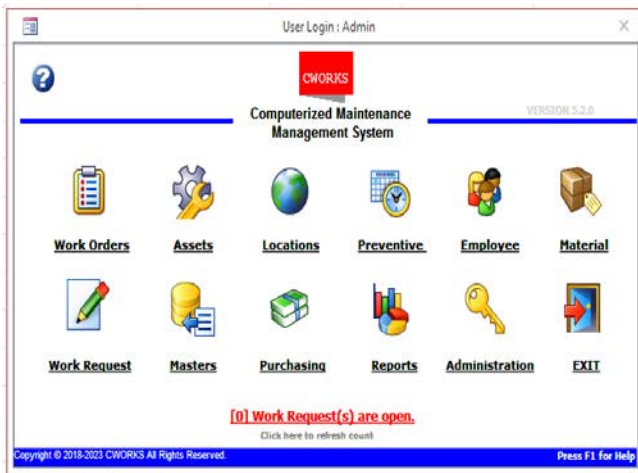 User Login : Admin
CWORKS
Computerized Maintenance
Management System
VERSION 5.2.0
Work Orders
Assets
Locations
Preventive
Employee
Material
Work Request
Masters
Purchasing
Reports
Administration
EXIT
[0] Work Request(s) are open.
Click here to refresh count
Copyright © 2018-2023 CWORKS All Rights Reserved.
Press F1 for Help